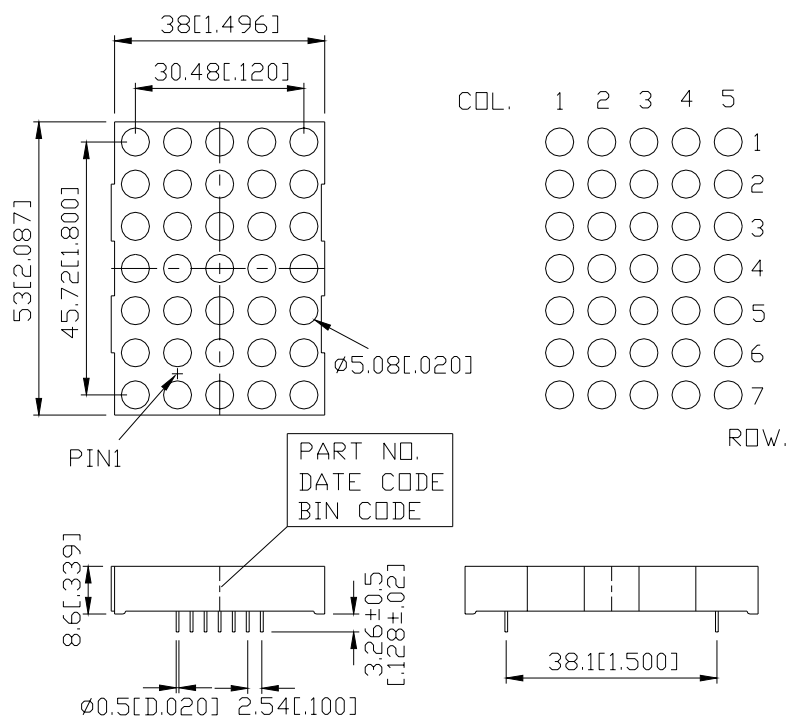 38[1.496]
30.48[.120]
53[2.087]
45.72[1.800]
ø5.08[.020]
PIN1
COL. 1 2 3 4 5
1
2
3
4
5
6
7
ROW.
PART NO.
DATE CODE
BIN CODE
8.6[.339]
3.26±0.5
[.128±.02]
ø0.5[D.020]
2.54[.100]
38.1[1.500]